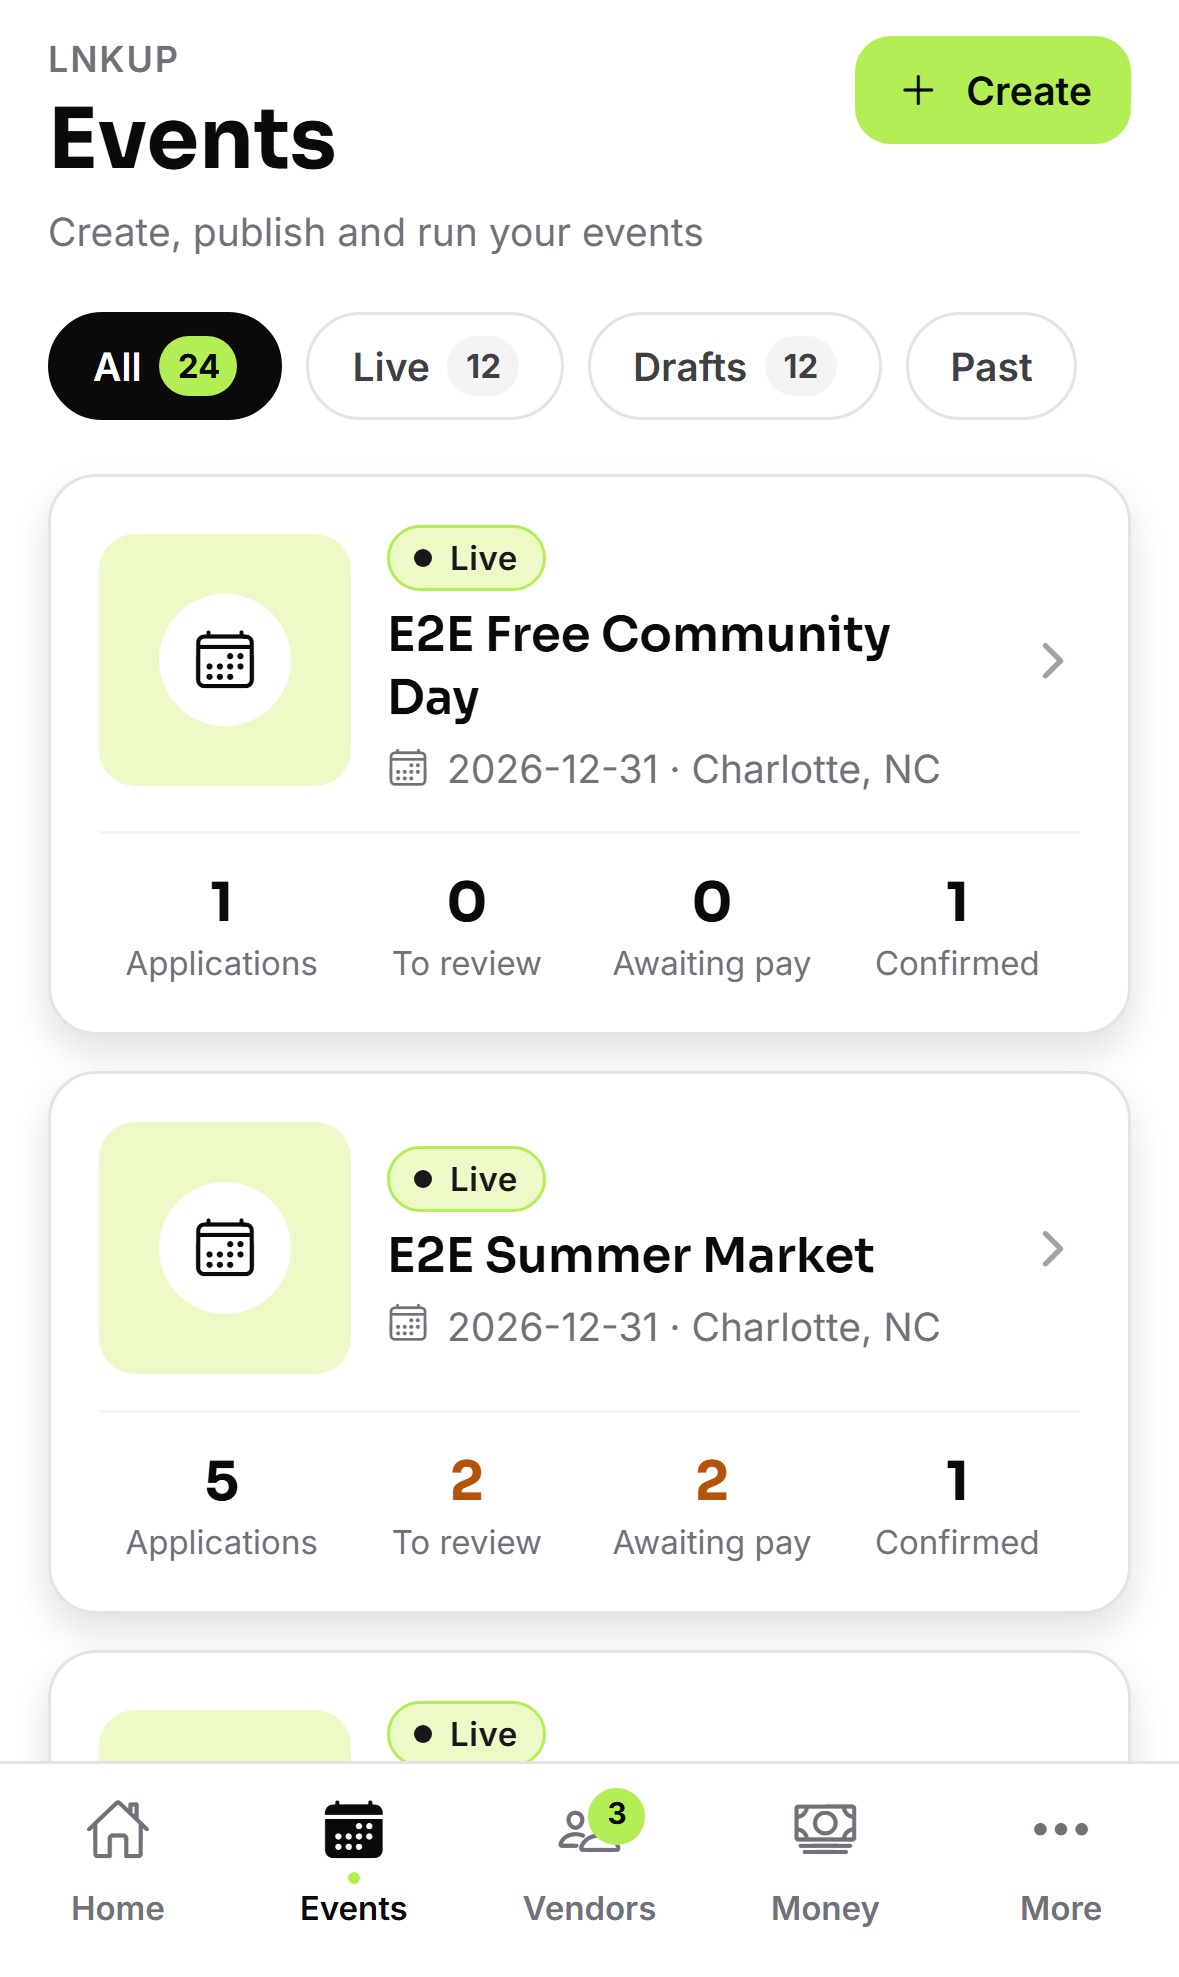 LNKUP
Events
Create
Create, publish and run your events
All 24
Live 12
Drafts 12
Past
Live
E2E Free Community
Day
2026-12-31 · Charlotte, NC
1 0 0 1
Applications To review Awaiting pay Confirmed
Live
E2E Summer Market
2026-12-31 · Charlotte, NC
5 2 2 1
Applications To review Awaiting pay Confirmed
Live
3
Home Events Vendors Money More